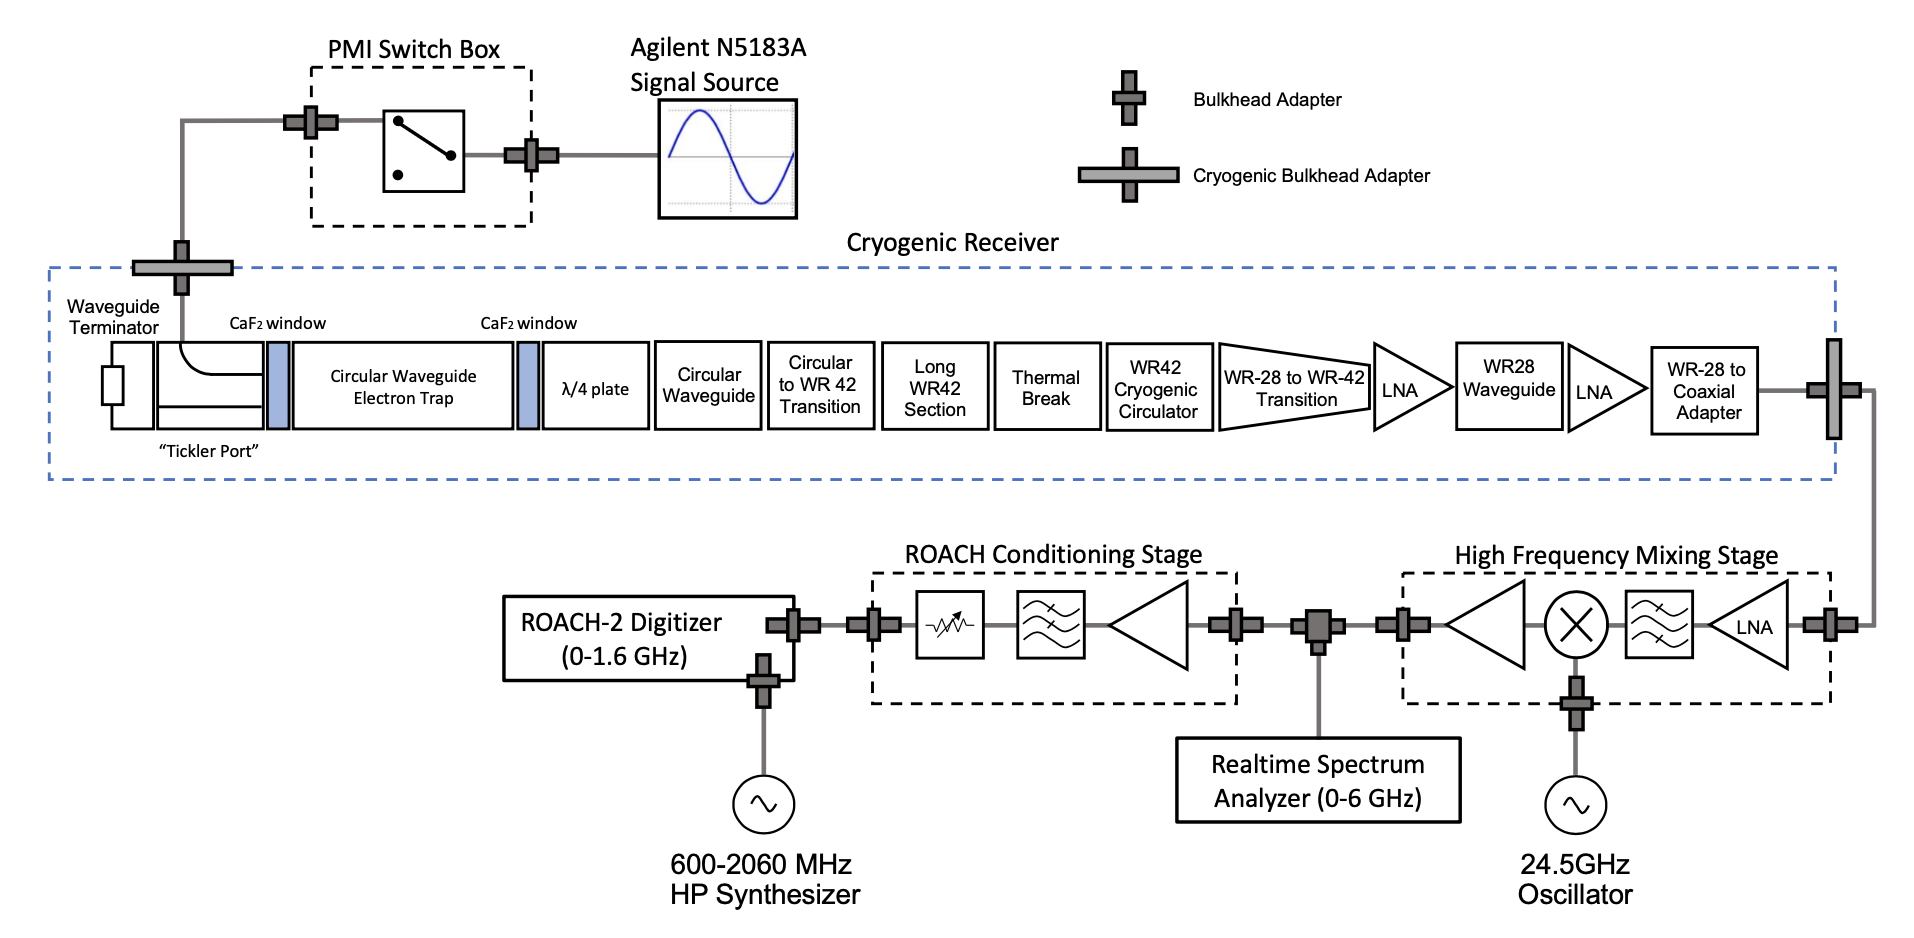 PMI Switch Box
Agilent N5183A
Signal Source
Bulkhead Adapter
Cryogenic Bulkhead Adapter
Cryogenic Receiver
Waveguide
Terminator
CaF₂ window
CaF₂ window
Circular Waveguide
Electron Trap
λ/4 plate
Circular
Waveguide
Circular
to WR 42
Transition
Long
WR42
Section
Thermal
Break
WR42
Cryogenic
Circulator
WR-28 to WR-42
Transition
LNA
WR28
Waveguide
LNA
WR-28 to
Coaxial
Adapter
“Tickler Port”
ROACH Conditioning Stage
High Frequency Mixing Stage
ROACH-2 Digitizer
(0-1.6 GHz)
LNA
Realtime Spectrum
Analyzer (0-6 GHz)
600-2060 MHz
HP Synthesizer
24.5GHz
Oscillator